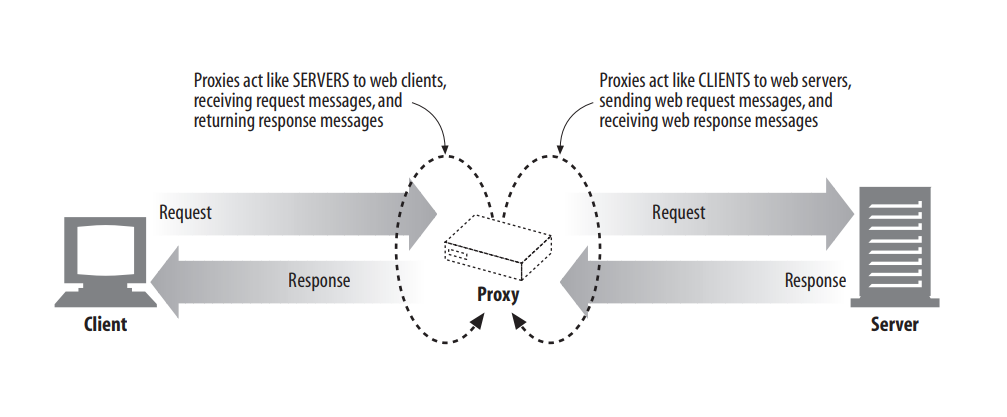 Proxies act like SERVERS to web clients,
receiving request messages, and
returning response messages
Proxies act like CLIENTS to web servers,
sending web request messages, and
receiving web response messages
Request
Request
Response
Response
Proxy
Client
Server